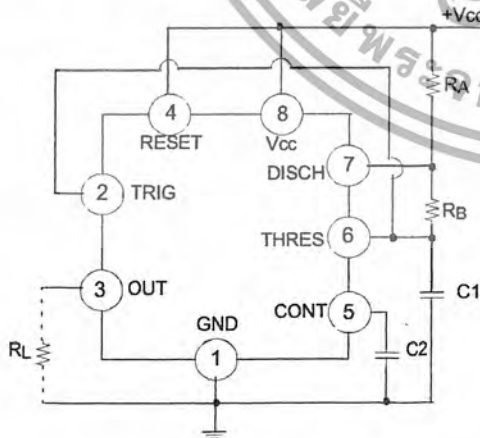 +Vcc
RA
4
8
RESET
Vcc
7
DISCH
2
TRIG
RB
6
THRES
3
OUT
C1
GND
CONT
5
1
RL
C2